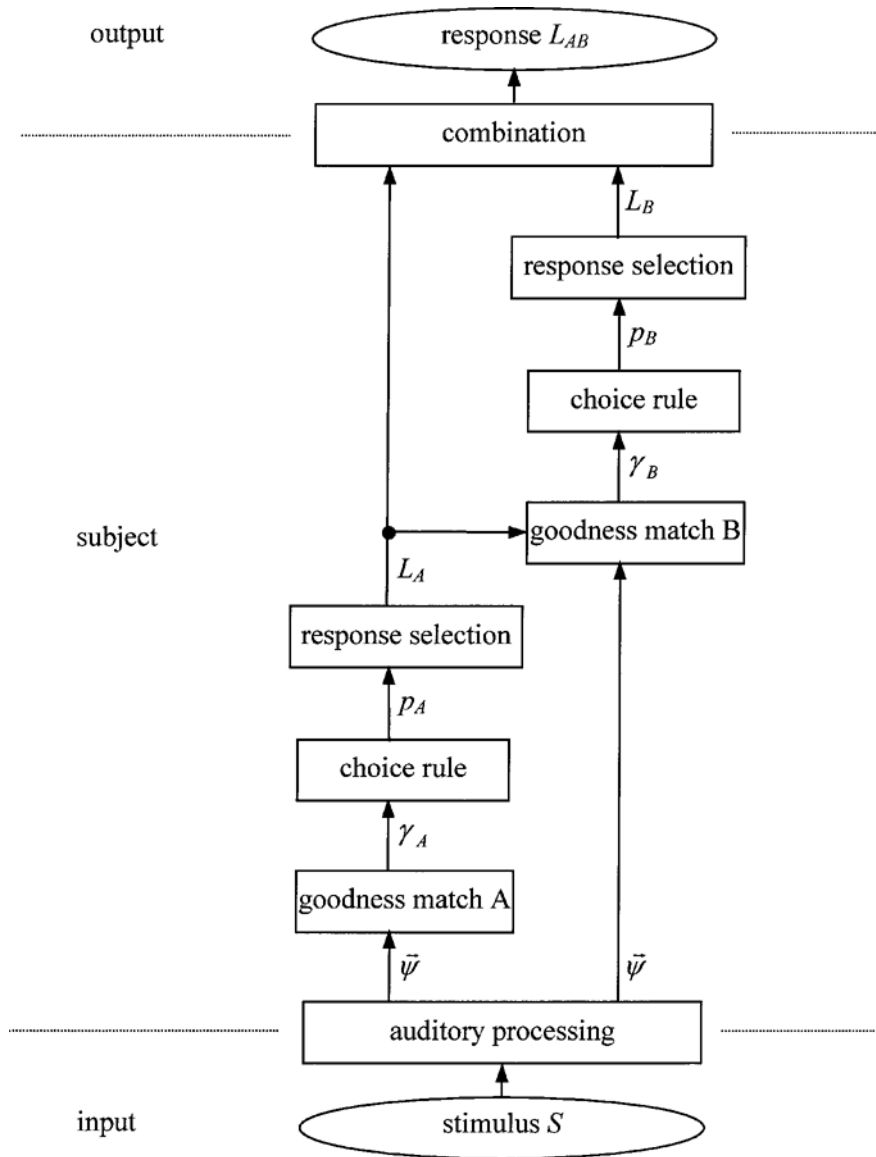 output
response L_AB
combination
L_B
response selection
p_B
choice rule
γ_B
subject
goodness match B
L_A
response selection
p_A
choice rule
γ_A
goodness match A
ψ⃗ ψ⃗
auditory processing
input
stimulus S